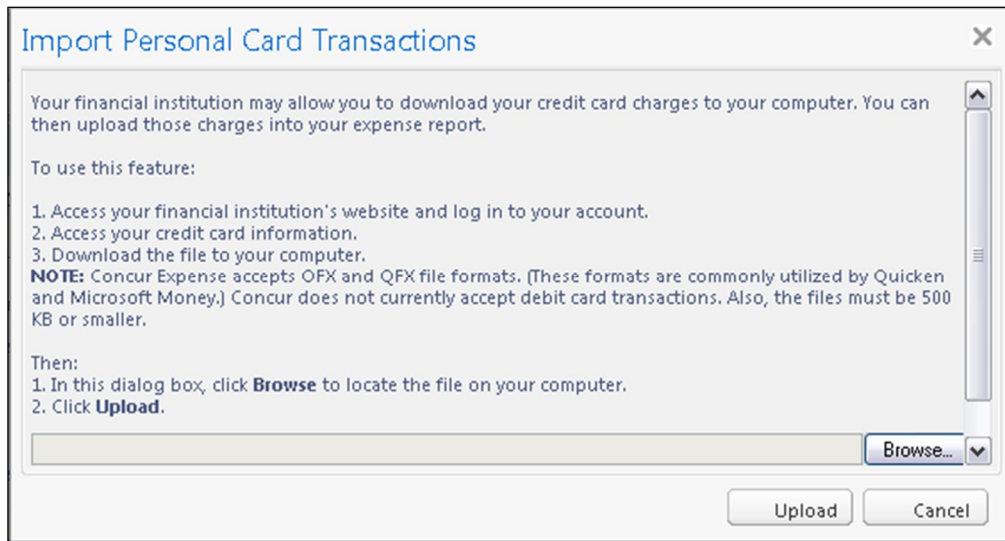 Import Personal Card Transactions
Your financial institution may allow you to download your credit card charges to your computer. You can
then upload those charges into your expense report.
To use this feature:
1. Access your financial institution's website and log in to your account.
2. Access your credit card information.
3. Download the file to your computer.
NOTE: Concur Expense accepts OFX and QFX file formats. (These formats are commonly utilized by Quicken
and Microsoft Money.) Concur does not currently accept debit card transactions. Also, the files must be 500
KB or smaller.
Then:
1. In this dialog box, click Browse to locate the file on your computer.
2. Click Upload.
Browse...
Upload
Cancel